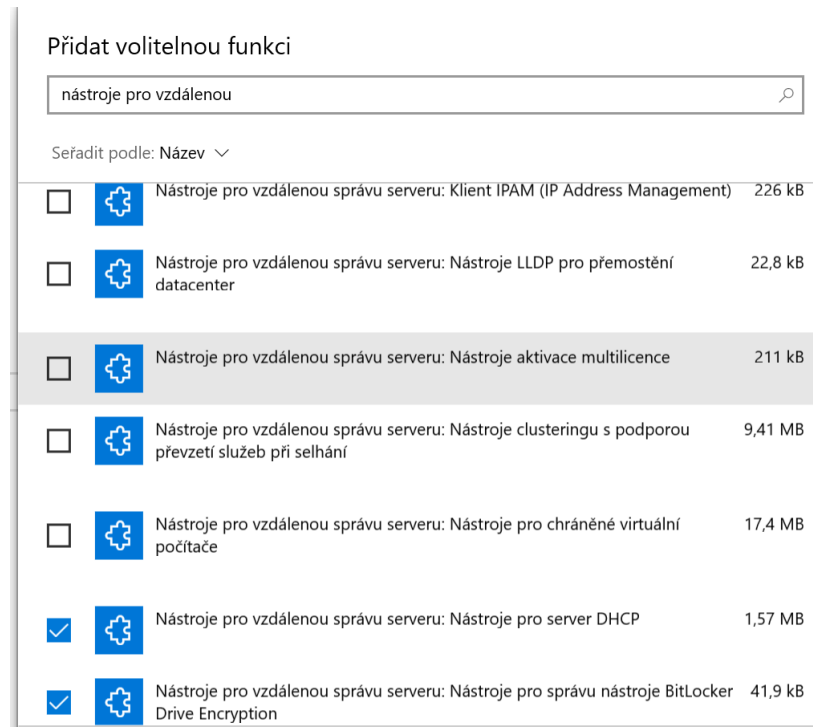 Přidat volitelnou funkci
nástroje pro vzdálenou
Seřadit podle: Název
Nástroje pro vzdálenou správu serveru: Klient IPAM (IP Address Management) 226 kB
Nástroje pro vzdálenou správu serveru: Nástroje LLDP pro přemostění 22,8 kB
datacenter
Nástroje pro vzdálenou správu serveru: Nástroje aktivace multilicence 211 kB
Nástroje pro vzdálenou správu serveru: Nástroje clusteringu s podporou 9,41 MB
převzetí služeb při selhání
Nástroje pro vzdálenou správu serveru: Nástroje pro chráněné virtuální 17,4 MB
počítače
Nástroje pro vzdálenou správu serveru: Nástroje pro server DHCP 1,57 MB
Nástroje pro vzdálenou správu serveru: Nástroje pro správu nástroje BitLocker 41,9 kB
Drive Encryption